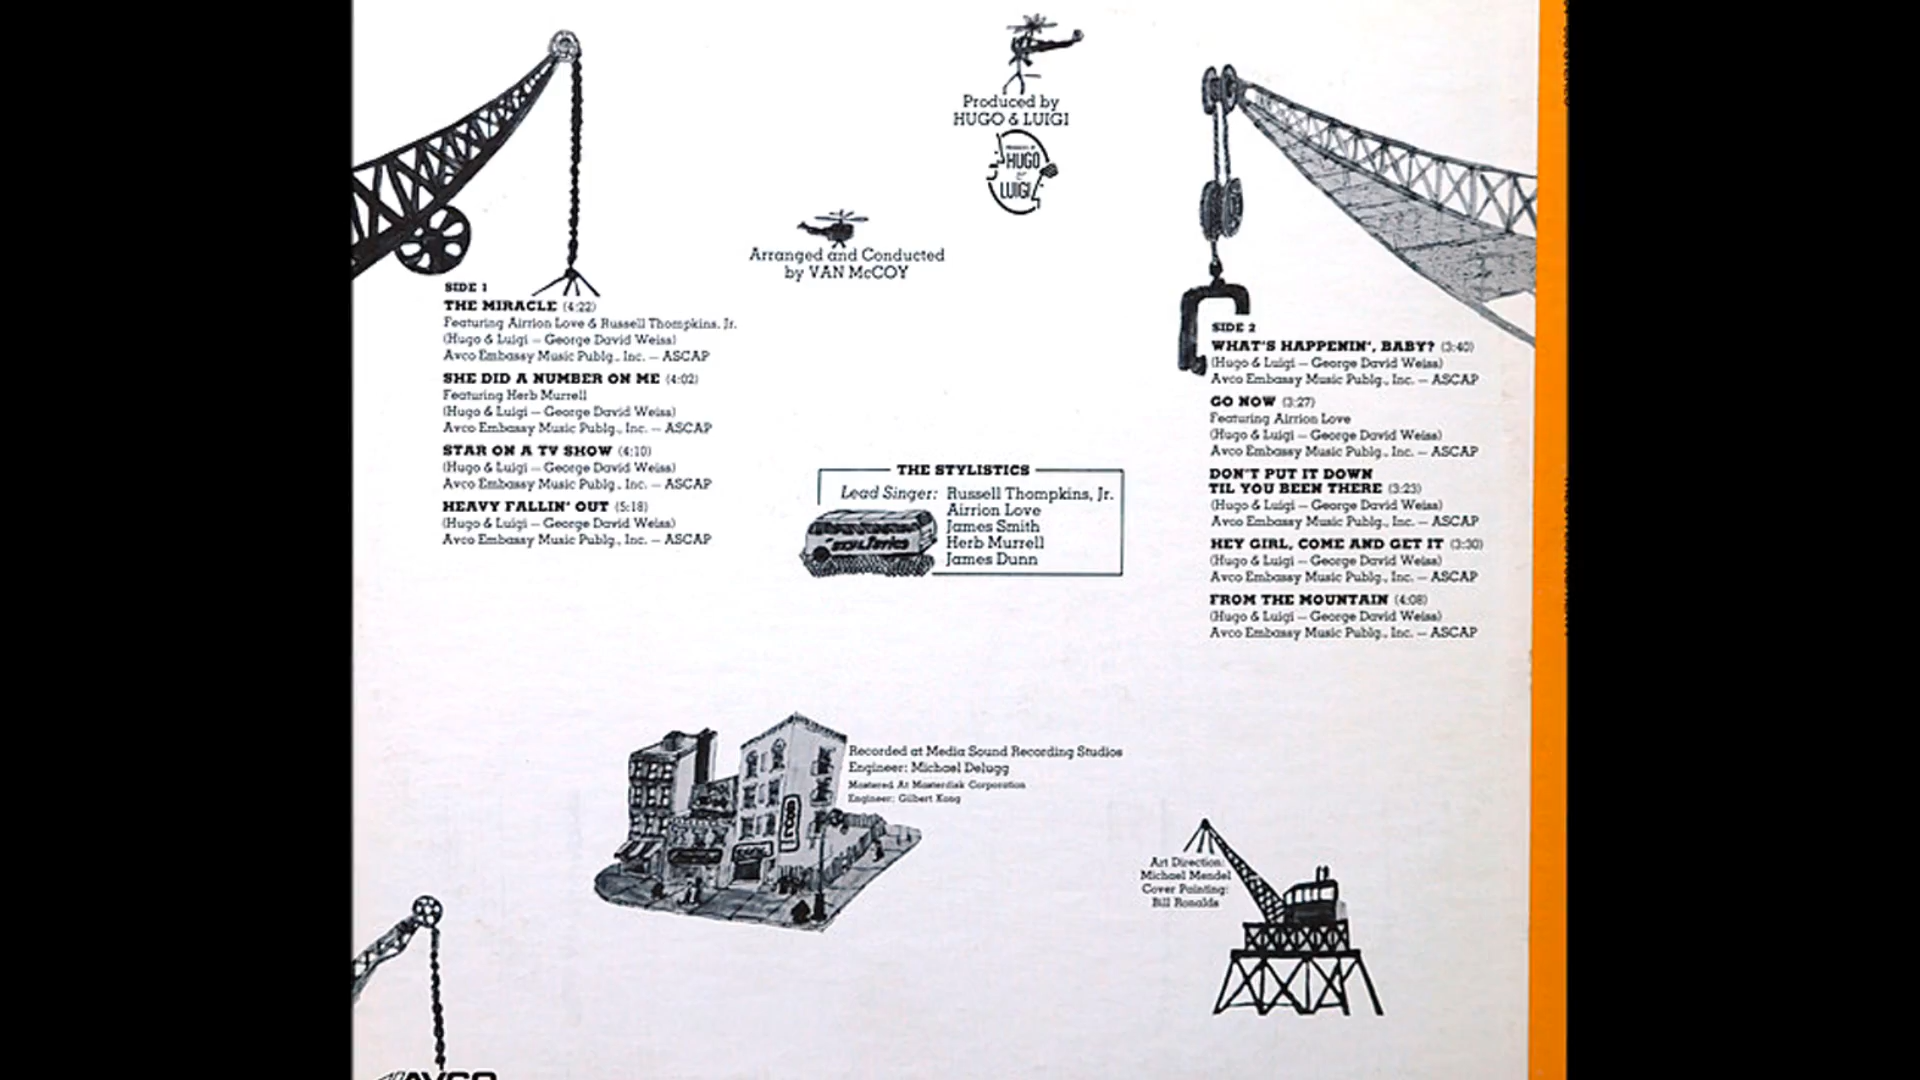 Produced by
HUGO & LUIGI
PRODUCED BY
HUGO
&
LUIGI
Arranged and Conducted
by VAN McCOY
SIDE 1
THE MIRACLE (4:22)
Featuring Airrion Love & Russell Thompkins, Jr.
(Hugo & Luigi – George David Weiss)
Avco Embassy Music Publg., Inc. – ASCAP
SHE DID A NUMBER ON ME (4:02)
Featuring Herb Murrell
(Hugo & Luigi – George David Weiss)
Avco Embassy Music Publg., Inc. – ASCAP
STAR ON A TV SHOW (4:10)
(Hugo & Luigi – George David Weiss)
Avco Embassy Music Publg., Inc. – ASCAP
HEAVY FALLIN' OUT (5:18)
(Hugo & Luigi – George David Weiss)
Avco Embassy Music Publg., Inc. – ASCAP
THE STYLISTICS
Lead Singer: Russell Thompkins, Jr.
Airrion Love
James Smith
Herb Murrell
James Dunn
STYLISTICS
SIDE 2
WHAT'S HAPPENIN', BABY? (3:40)
(Hugo & Luigi – George David Weiss)
Avco Embassy Music Publg., Inc. – ASCAP
GO NOW (3:27)
Featuring Airrion Love
(Hugo & Luigi – George David Weiss)
Avco Embassy Music Publg., Inc. – ASCAP
DON'T PUT IT DOWN
TIL YOU BEEN THERE (3:23)
(Hugo & Luigi – George David Weiss)
Avco Embassy Music Publg., Inc. – ASCAP
HEY GIRL, COME AND GET IT (3:30)
(Hugo & Luigi – George David Weiss)
Avco Embassy Music Publg., Inc. – ASCAP
FROM THE MOUNTAIN (4:08)
(Hugo & Luigi – George David Weiss)
Avco Embassy Music Publg., Inc. – ASCAP
Recorded at Media Sound Recording Studios
Engineer: Michael Delugg
Mastered At Masterdisk Corporation
Engineer: Gilbert Kong
Art Direction:
Michael Mendel
Cover Painting:
Bill Ronalds
AVCO